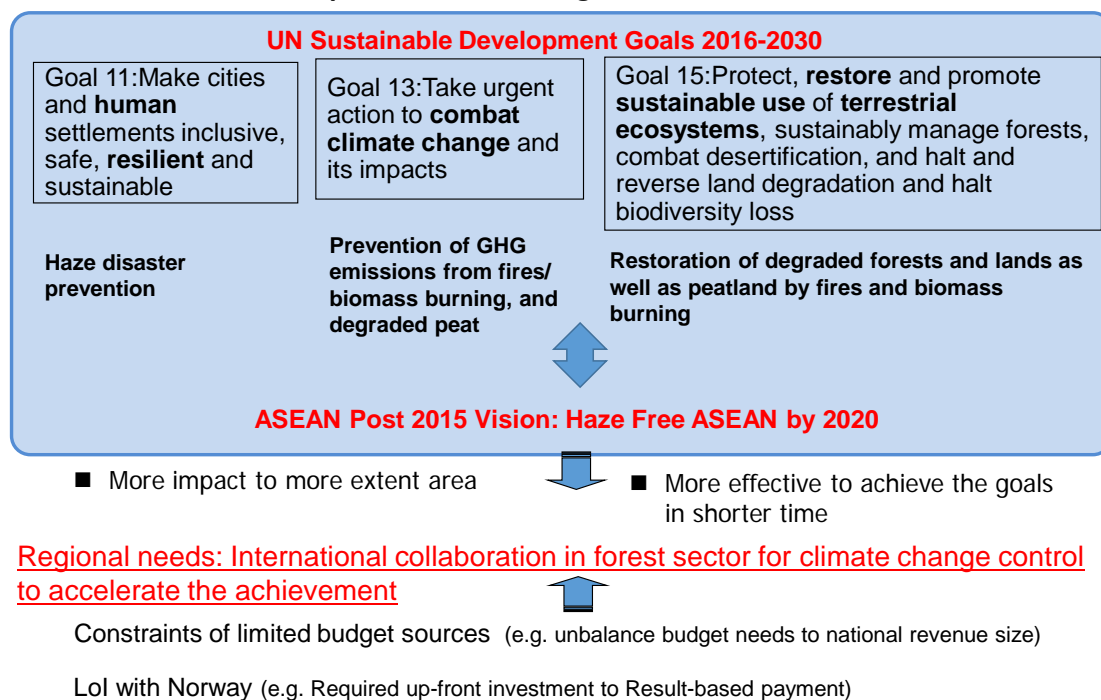 UN Sustainable Development Goals 2016-2030
Goal 11:Make cities
and human
settlements inclusive,
safe, resilient and
sustainable
Goal 13:Take urgent
action to combat
climate change and
its impacts
Goal 15:Protect, restore and promote
sustainable use of terrestrial
ecosystems, sustainably manage forests,
combat desertification, and halt and
reverse land degradation and halt
biodiversity loss
Haze disaster
prevention
Prevention of GHG
emissions from fires/
biomass burning, and
degraded peat
Restoration of degraded forests and lands as
well as peatland by fires and biomass
burning
ASEAN Post 2015 Vision: Haze Free ASEAN by 2020
■ More impact to more extent area
■ More effective to achieve the goals
in shorter time
Regional needs: International collaboration in forest sector for climate change control
to accelerate the achievement
Constraints of limited budget sources (e.g. unbalance budget needs to national revenue size)
LoI with Norway (e.g. Required up-front investment to Result-based payment)